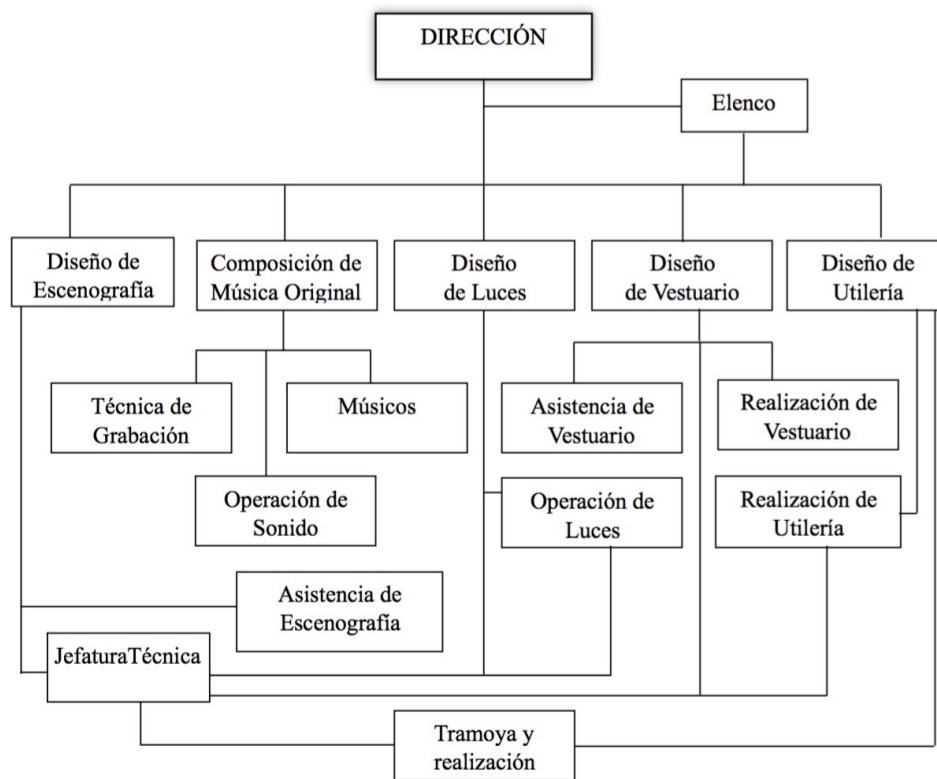 DIRECCIÓN
Elenco
Diseño de
Escenografía
Composición de
Música Original
Diseño
de Luces
Diseño
de Vestuario
Diseño de
Utilería
Técnica de
Grabación
Músicos
Asistencia de
Vestuario
Realización de
Vestuario
Operación de
Sonido
Operación de
Luces
Realización de
Utilería
Asistencia de
Escenografía
JefaturaTécnica
Tramoya y
realización